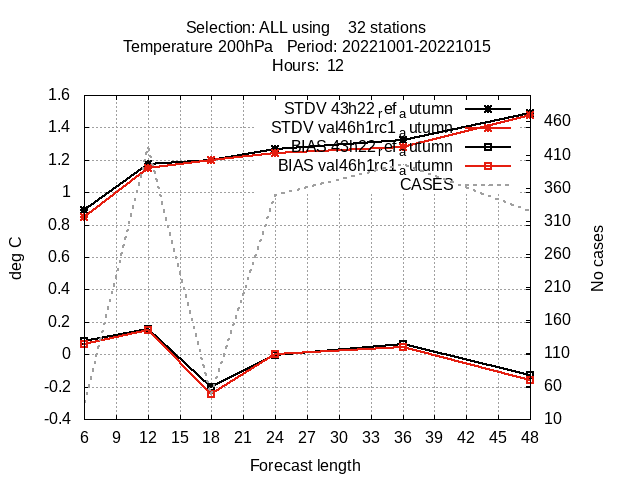 Selection: ALL using    32 stations
Temperature 200hPa   Period: 20221001-20221015
Hours:  12
STDV 43h22ref_autumn
STDV val46h1rc1_autumn
BIAS 43h22ref_autumn
BIAS val46h1rc1_autumn
CASES
1.6
1.4
1.2
1
0.8
0.6
0.4
0.2
0
-0.2
-0.4
deg C
460
410
360
310
260
210
160
110
60
10
No cases
6 9 12 15 18 21 24 27 30 33 36 39 42 45 48
Forecast length